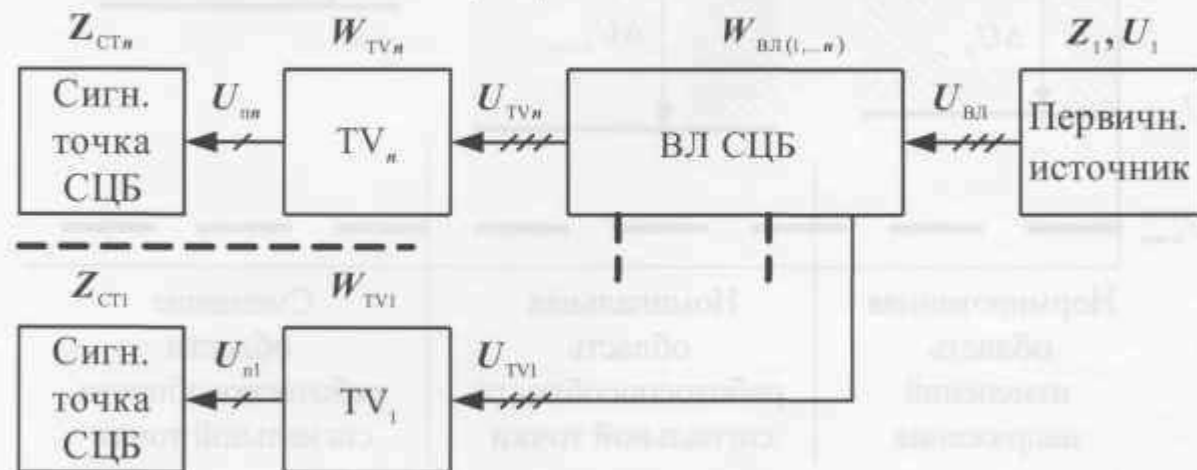 Z_СТn W_TVn W_ВЛ(1,...n) Z_1, U_1
Сигн.
точка
СЦБ
U_пn
TV_n
U_TVn
ВЛ СЦБ
U_ВЛ
Первичн.
источник
Z_СТ1 W_TV1
Сигн.
точка
СЦБ
U_п1
TV_1
U_TV1